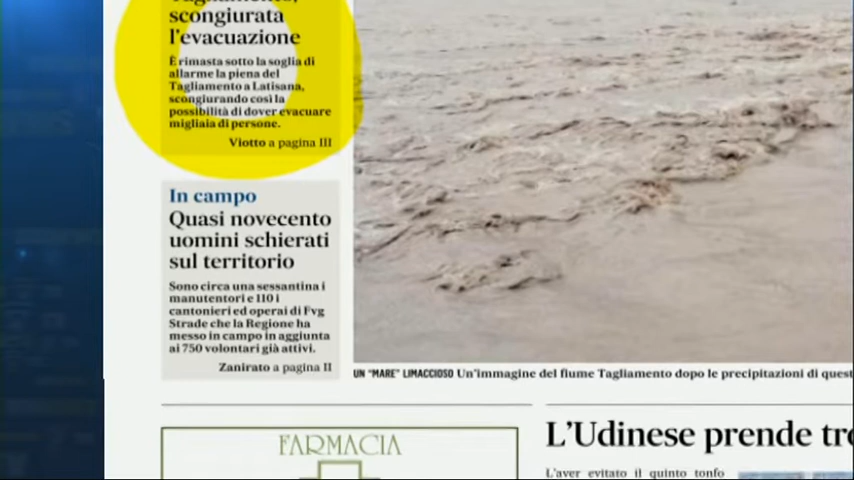 scongiurata
l'evacuazione
È rimasta sotto la soglia di
allarme la piena del
Tagliamento a Latisana,
scongiurando così la
possibilità di dover evacuare
migliaia di persone.
Viotto a pagina III
In campo
Quasi novecento
uomini schierati
sul territorio
Sono circa una sessantina i
manutentori e 110 i
cantonieri ed operai di Fvg
Strade che la Regione ha
messo in campo in aggiunta
ai 750 volontari già attivi.
Zanirato a pagina II
UN "MARE" LIMACCIOSO Un'immagine del fiume Tagliamento dopo le precipitazioni di quest
FARMACIA
L'Udinese prende tre
L'aver evitato il quinto tonfo